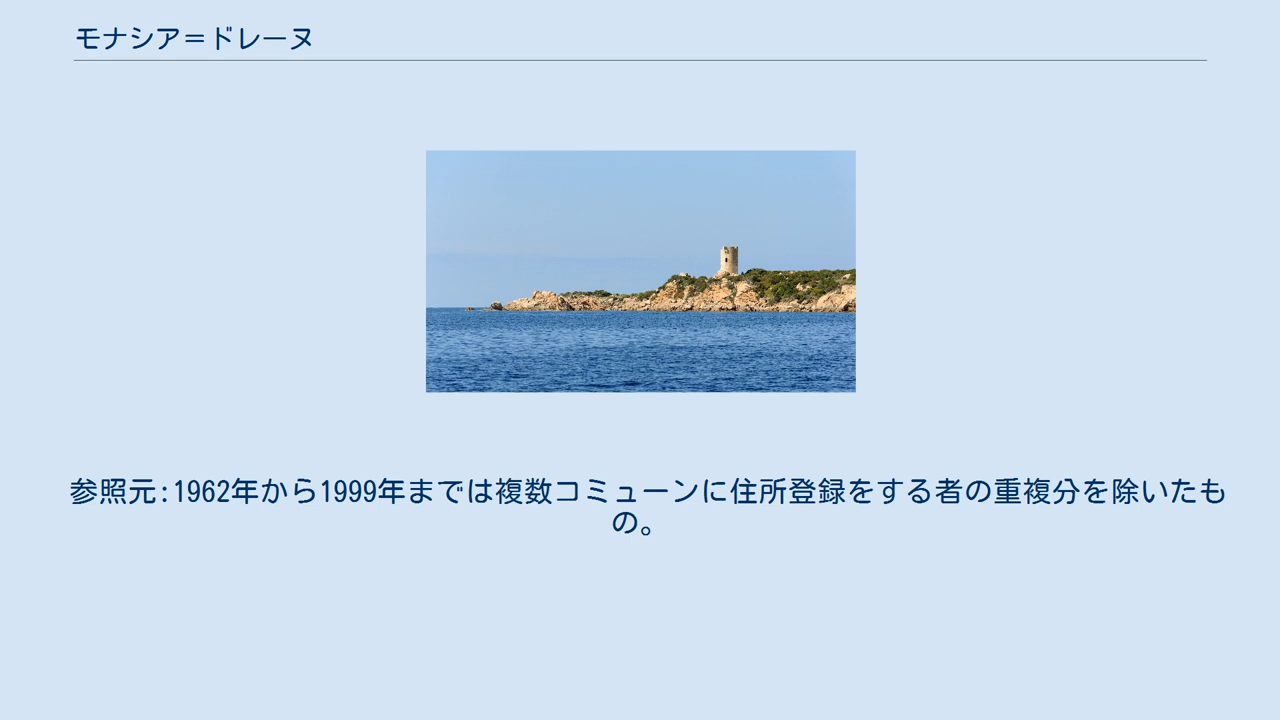 モナシア＝ドレーヌ
参照元:1962年から1999年までは複数コミューンに住所登録をする者の重複分を除いたも
の。